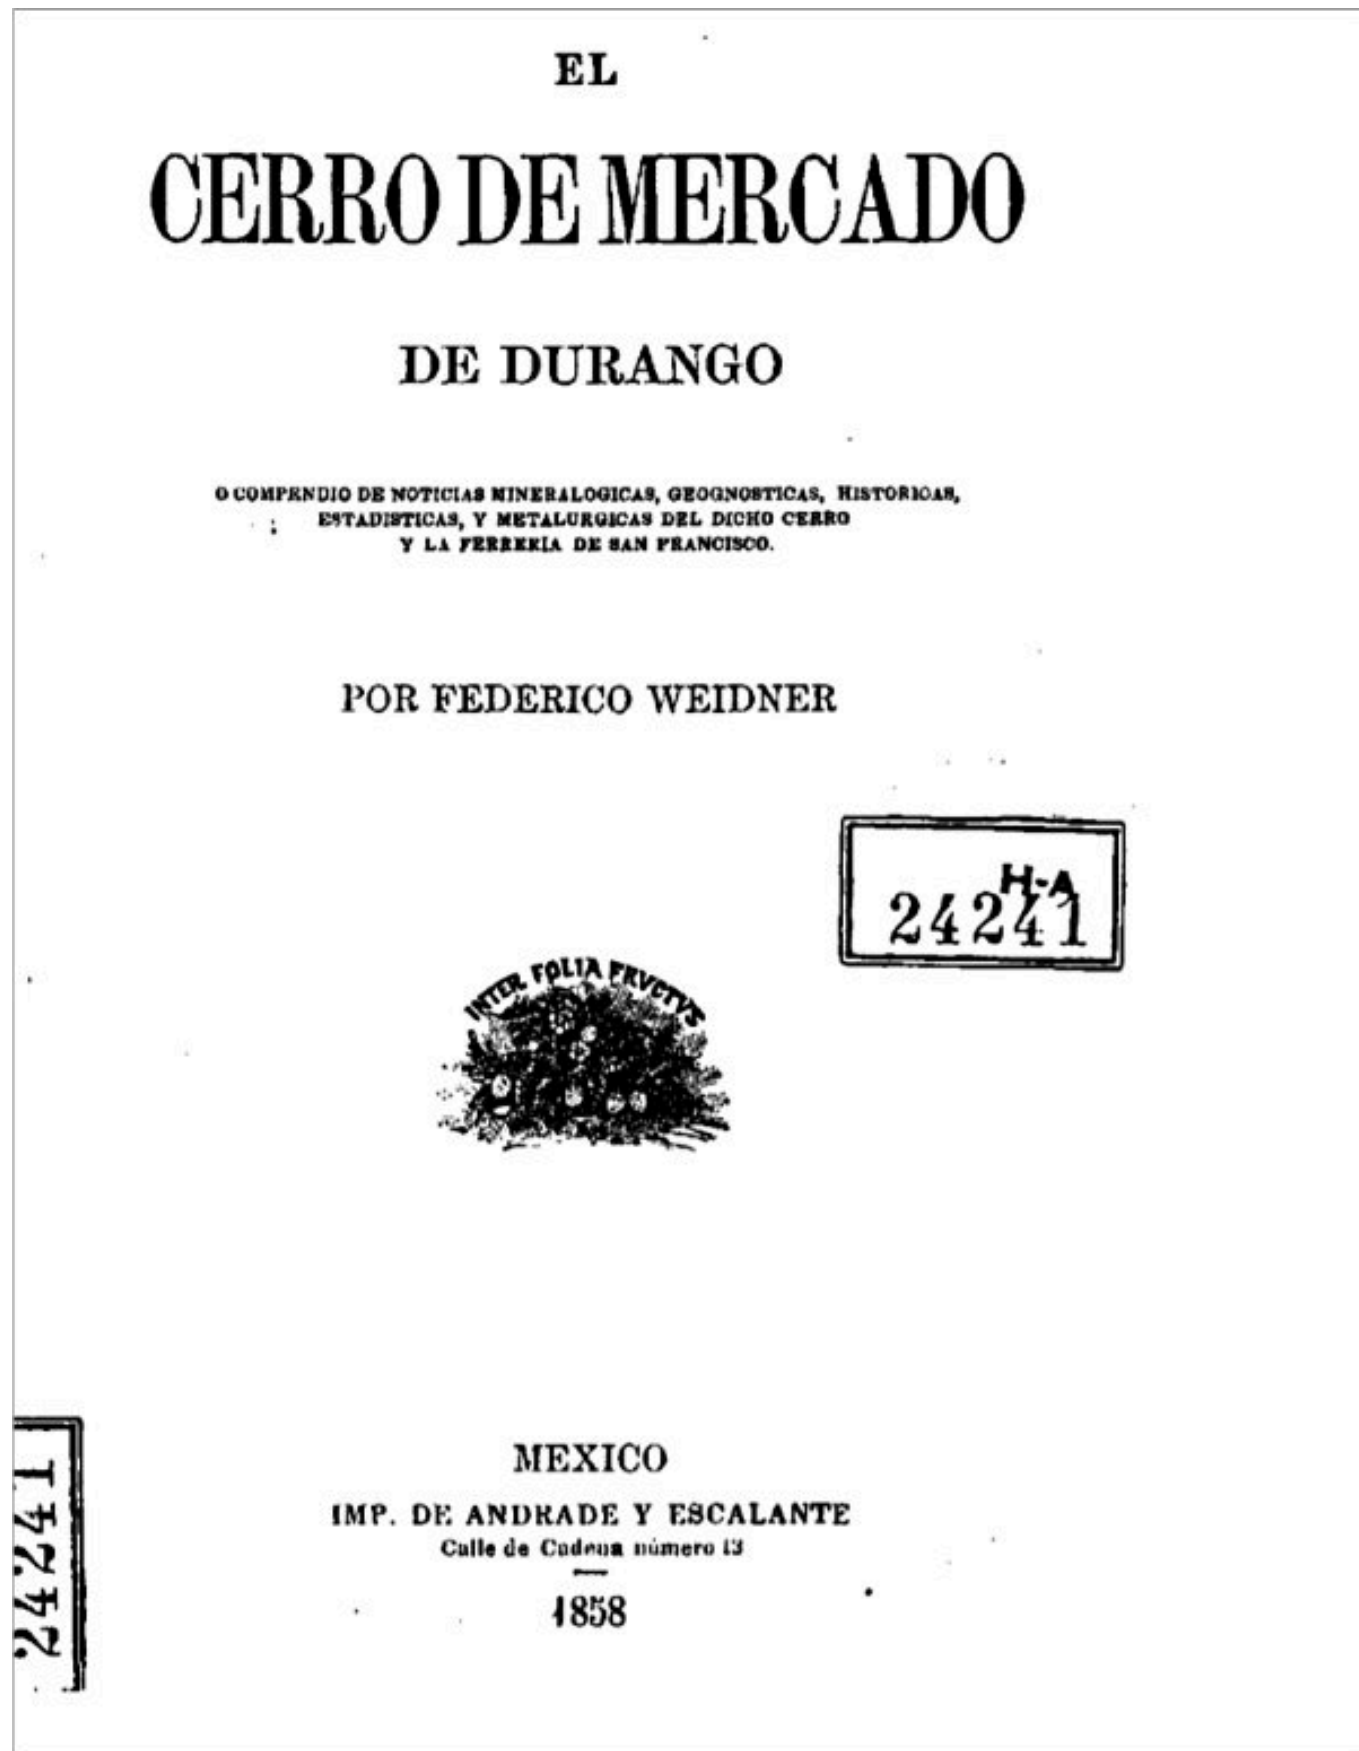 EL
CERRO DE MERCADO
DE DURANGO
O COMPENDIO DE NOTICIAS MINERALOGICAS, GEOGNOSTICAS, HISTORICAS,
ESTADISTICAS, Y METALURGICAS DEL DICHO CERRO
Y LA FERRERÍA DE SAN FRANCISCO.
POR FEDERICO WEIDNER
H-A
24241
INTER FOLIA FRVCTVS
MEXICO
IMP. DE ANDRADE Y ESCALANTE
Calle de Cadena número 13
1858
24241